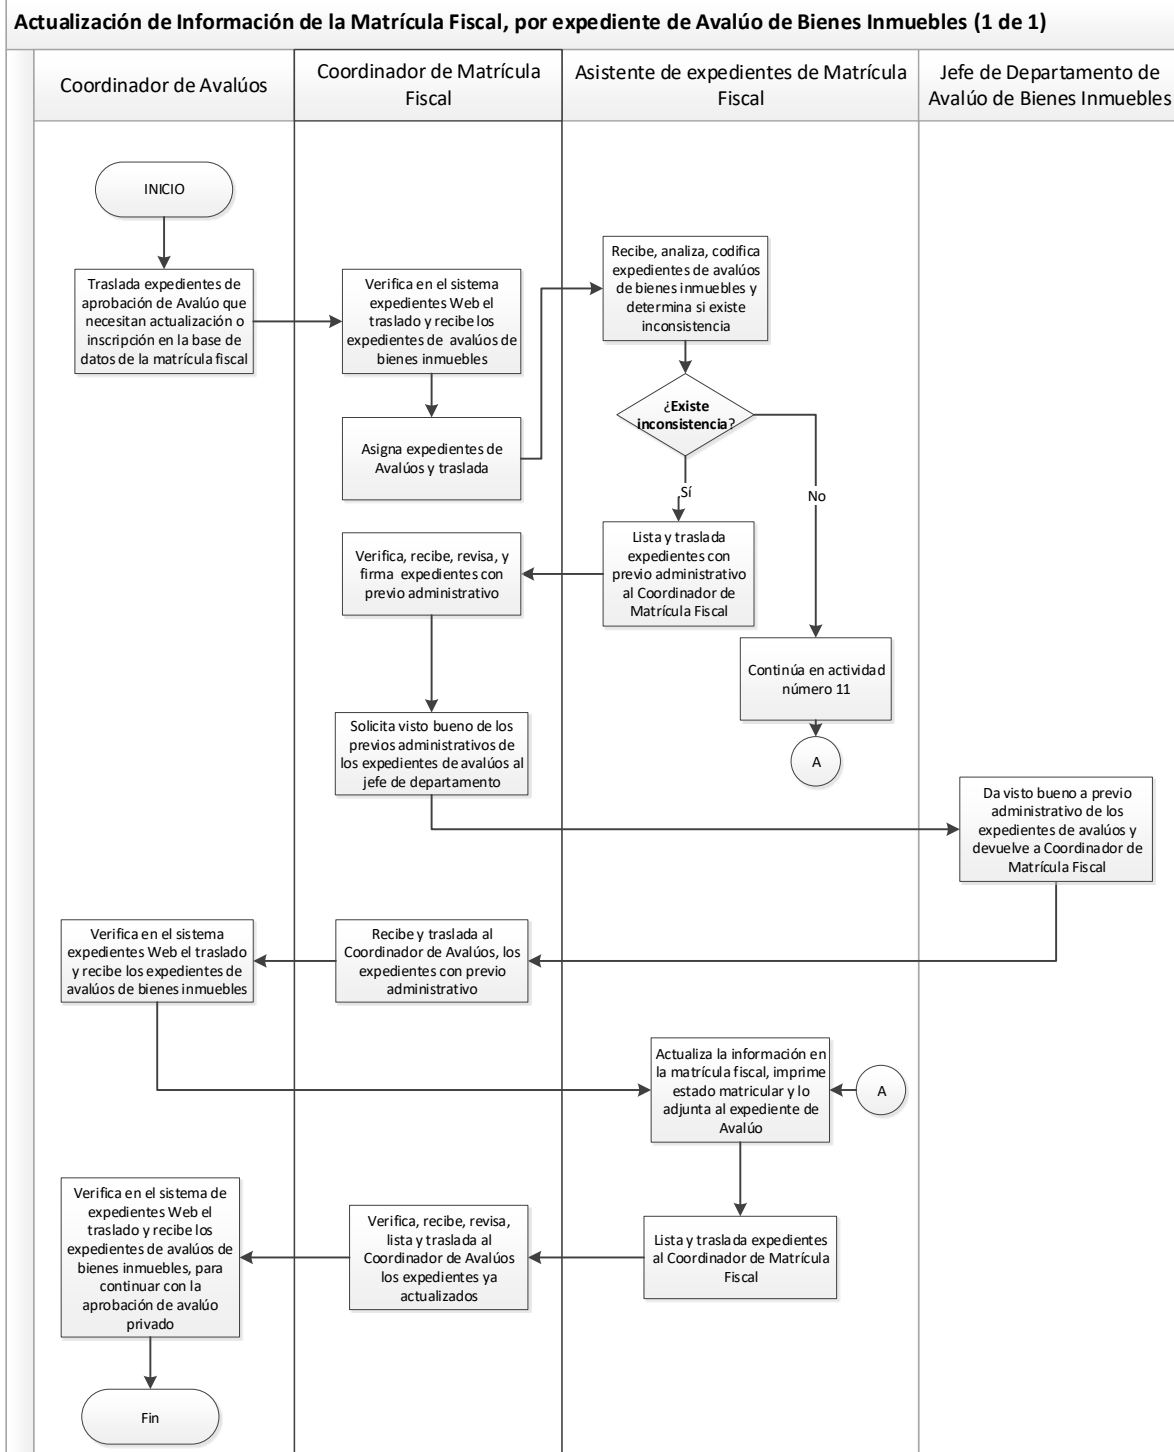 Actualización de Información de la Matrícula Fiscal, por expediente de Avalúo de Bienes Inmuebles (1 de 1)
Coordinador de Avalúos
Coordinador de Matrícula
Fiscal
Asistente de expedientes de Matrícula
Fiscal
Jefe de Departamento de
Avalúo de Bienes Inmuebles
INICIO
Traslada expedientes de
aprobación de Avalúo que
necesitan actualización o
inscripción en la base de
datos de la matrícula fiscal
Verifica en el sistema
expedientes Web el
traslado y recibe los
expedientes de avalúos de
bienes inmuebles
Asigna expedientes de
Avalúos y traslada
Recibe, analiza, codifica
expedientes de avalúos
de bienes inmuebles y
determina si existe
inconsistencia
¿Existe
inconsistencia?
Sí
No
Lista y traslada
expedientes con
previo administrativo
al Coordinador de
Matrícula Fiscal
Verifica, recibe, revisa, y
firma expedientes con
previo administrativo
Continúa en actividad
número 11
A
Solicita visto bueno de los
previos administrativos de
los expedientes de avalúos al
jefe de departamento
Da visto bueno a previo
administrativo de los
expedientes de avalúos y
devuelve a Coordinador de
Matrícula Fiscal
Recibe y traslada al
Coordinador de Avalúos, los
expedientes con previo
administrativo
Verifica en el sistema
expedientes Web el traslado
y recibe los expedientes de
avalúos de bienes inmuebles
Actualiza la información en
la matrícula fiscal, imprime
estado matricular y lo
adjunta al expediente de
Avalúo
A
Lista y traslada expedientes
al Coordinador de Matrícula
Fiscal
Verifica, recibe, revisa,
lista y traslada al
Coordinador de Avalúos
los expedientes ya
actualizados
Verifica en el sistema de
expedientes Web el
traslado y recibe los
expedientes de avalúos de
bienes inmuebles, para
continuar con la
aprobación de avalúo
privado
Fin